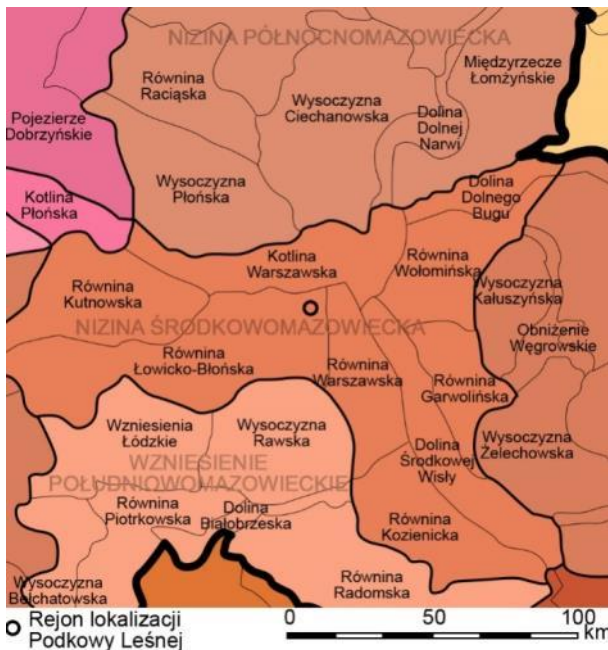 NIZINA PÓŁNOCNOMAZOWIECKA
Międzyrzecze
Łomżyńskie
Równina
Raciąska
Wysoczyzna
Ciechanowska
Dolina
Dolnej
Narwi
Pojezierze
Dobrzyńskie
Wysoczyzna
Płońska
Kotlina
Płońska
Dolina
Dolnego
Bugu
Kotlina
Warszawska
Równina
Wołomińska
Równina
Kutnowska
Wysoczyzna
Kałuszyńska
NIZINA ŚRODKOWOMAZOWIECKA
Obniżenie
Węgrowskie
Równina
Łowicko-Błońska
Równina
Warszawska
Równina
Garwolińska
Wzniesienia
Łódzkie
Wysoczyzna
Rawska
Dolina
Środkowej
Wisły
Wysoczyzna
Żelechowska
WZNIESIENIE
POŁUDNIOWOMAZOWIECKIE
Równina
Piotrkowska
Dolina
Białobrzeska
Równina
Kozienicka
Wysoczyzna
Bełchatowska
Równina
Radomska
Rejon lokalizacji
Podkowy Leśnej
0 50 100
km